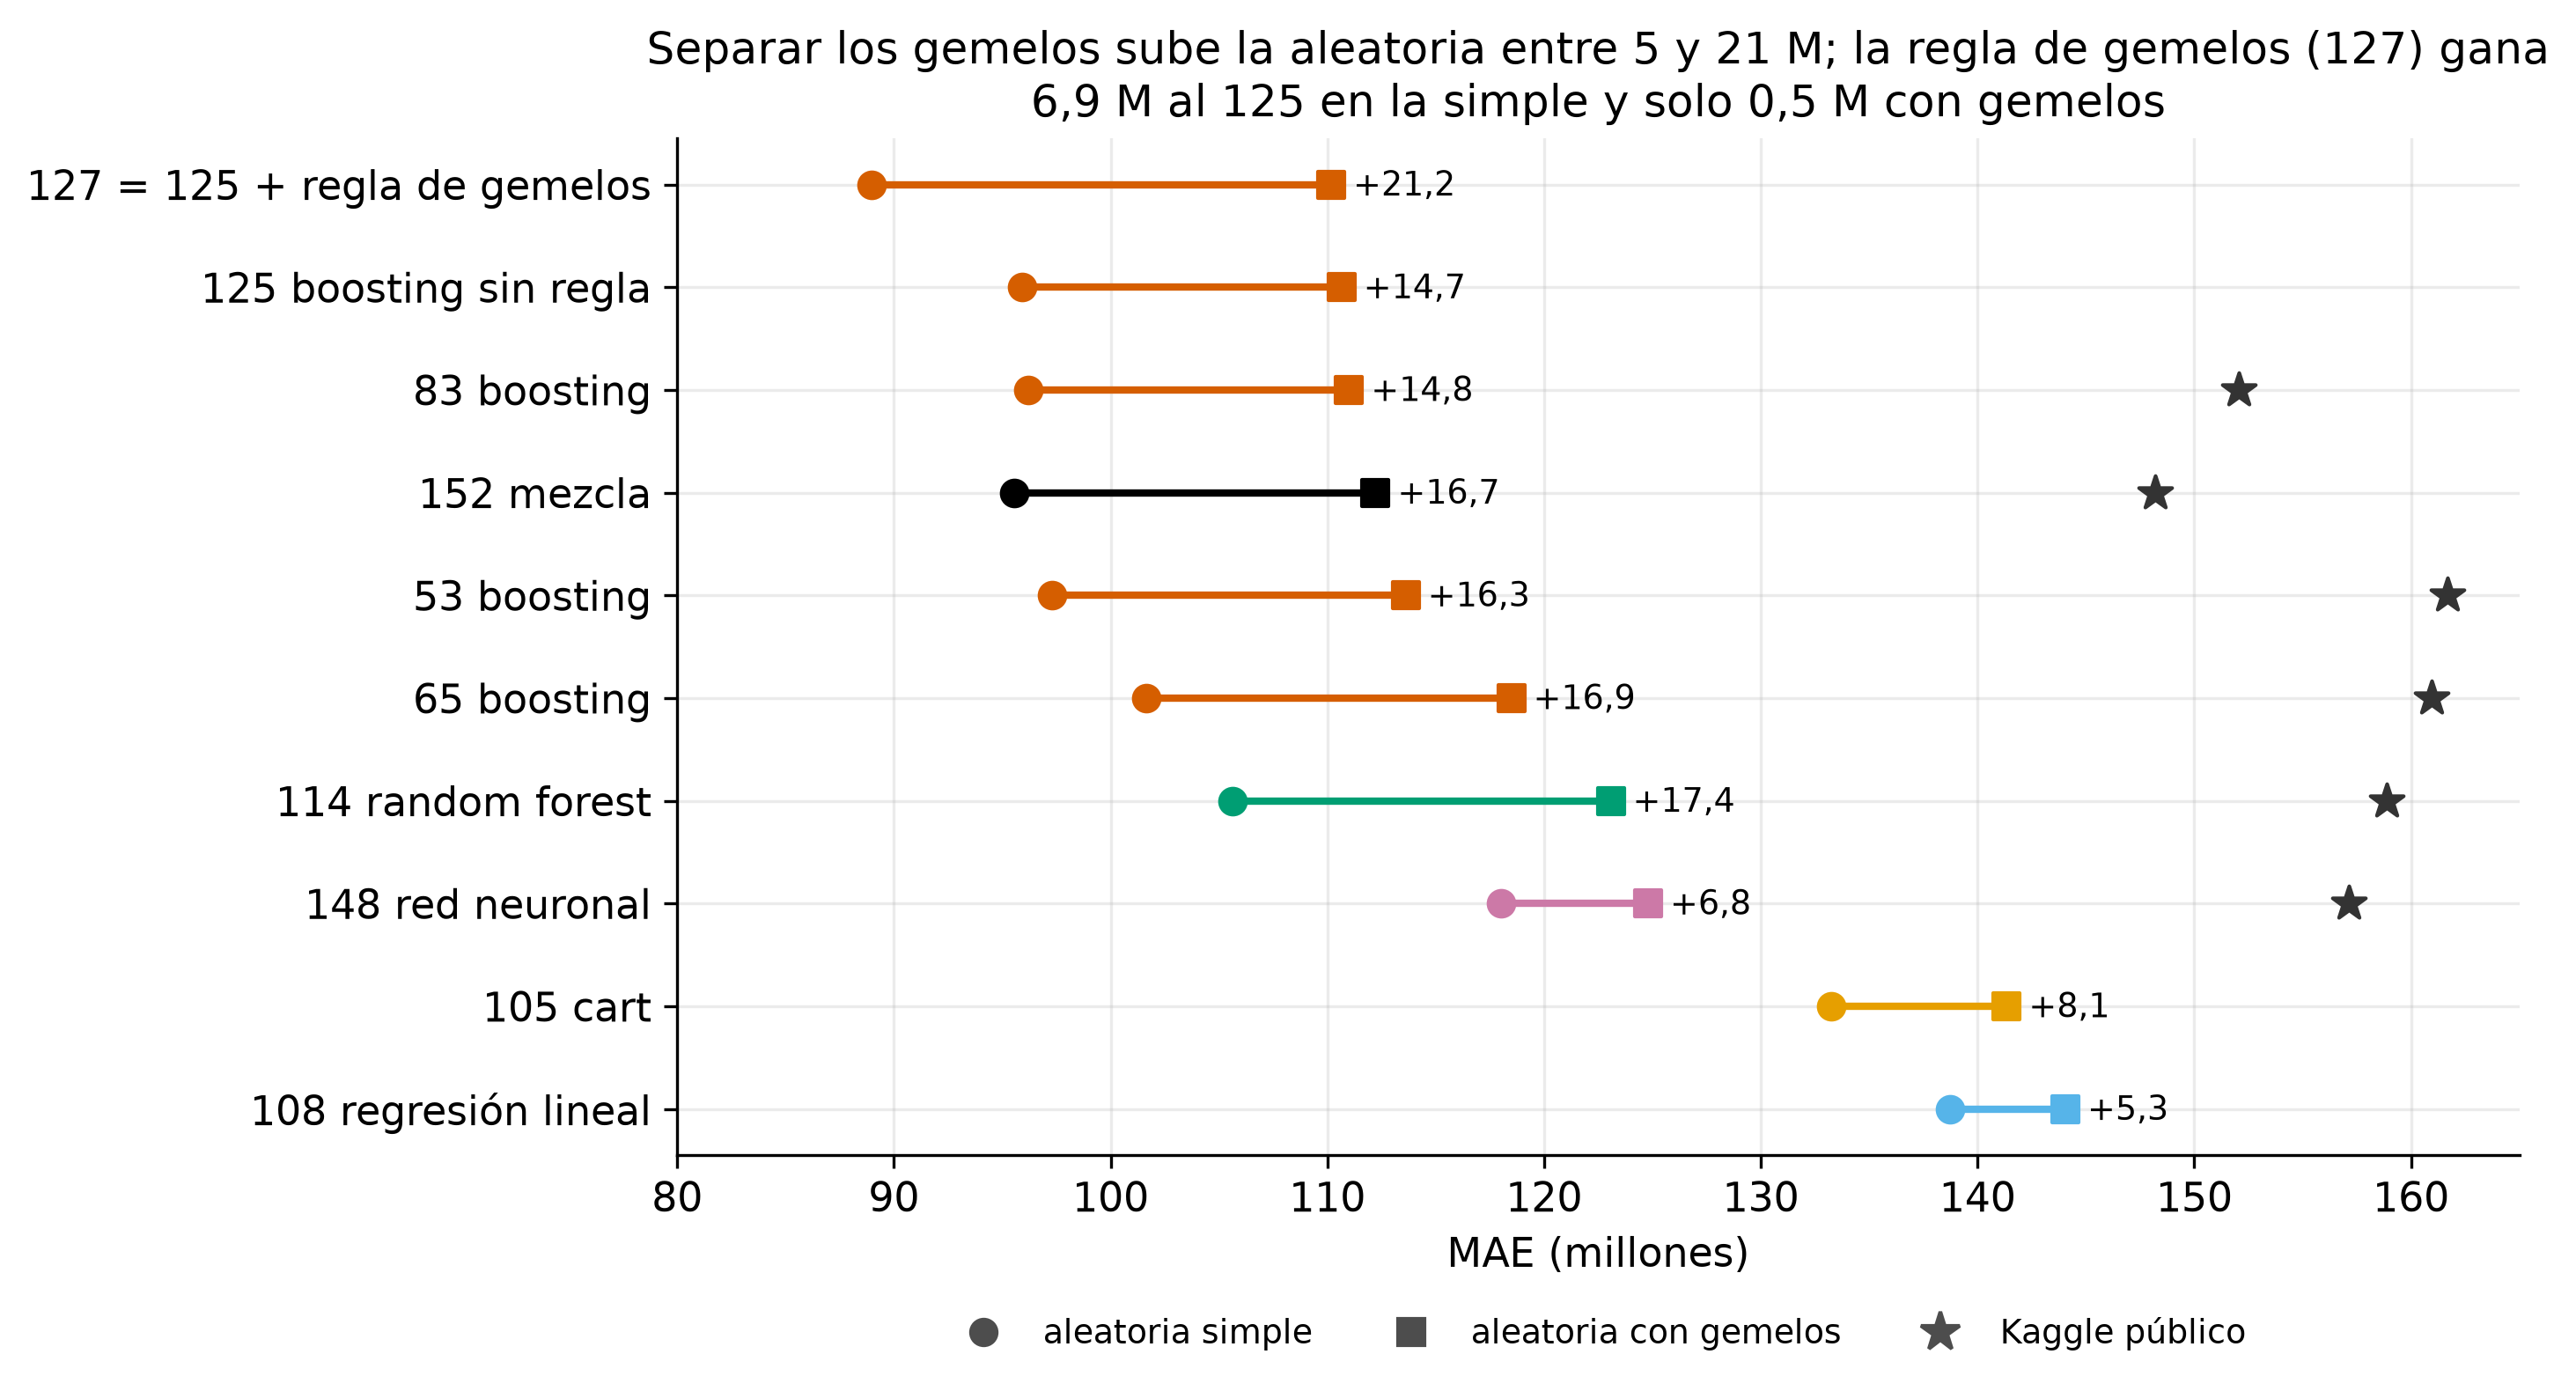 Separar los gemelos sube la aleatoria entre 5 y 21 M; la regla de gemelos (127) gana
6,9 M al 125 en la simple y solo 0,5 M con gemelos
127 = 125 + regla de gemelos
+21,2
125 boosting sin regla
+14,7
83 boosting
+14,8
152 mezcla
+16,7
53 boosting
+16,3
65 boosting
+16,9
114 random forest
+17,4
148 red neuronal
+6,8
105 cart
+8,1
108 regresión lineal
+5,3
80 90 100 110 120 130 140 150 160
MAE (millones)
aleatoria simple aleatoria con gemelos Kaggle público